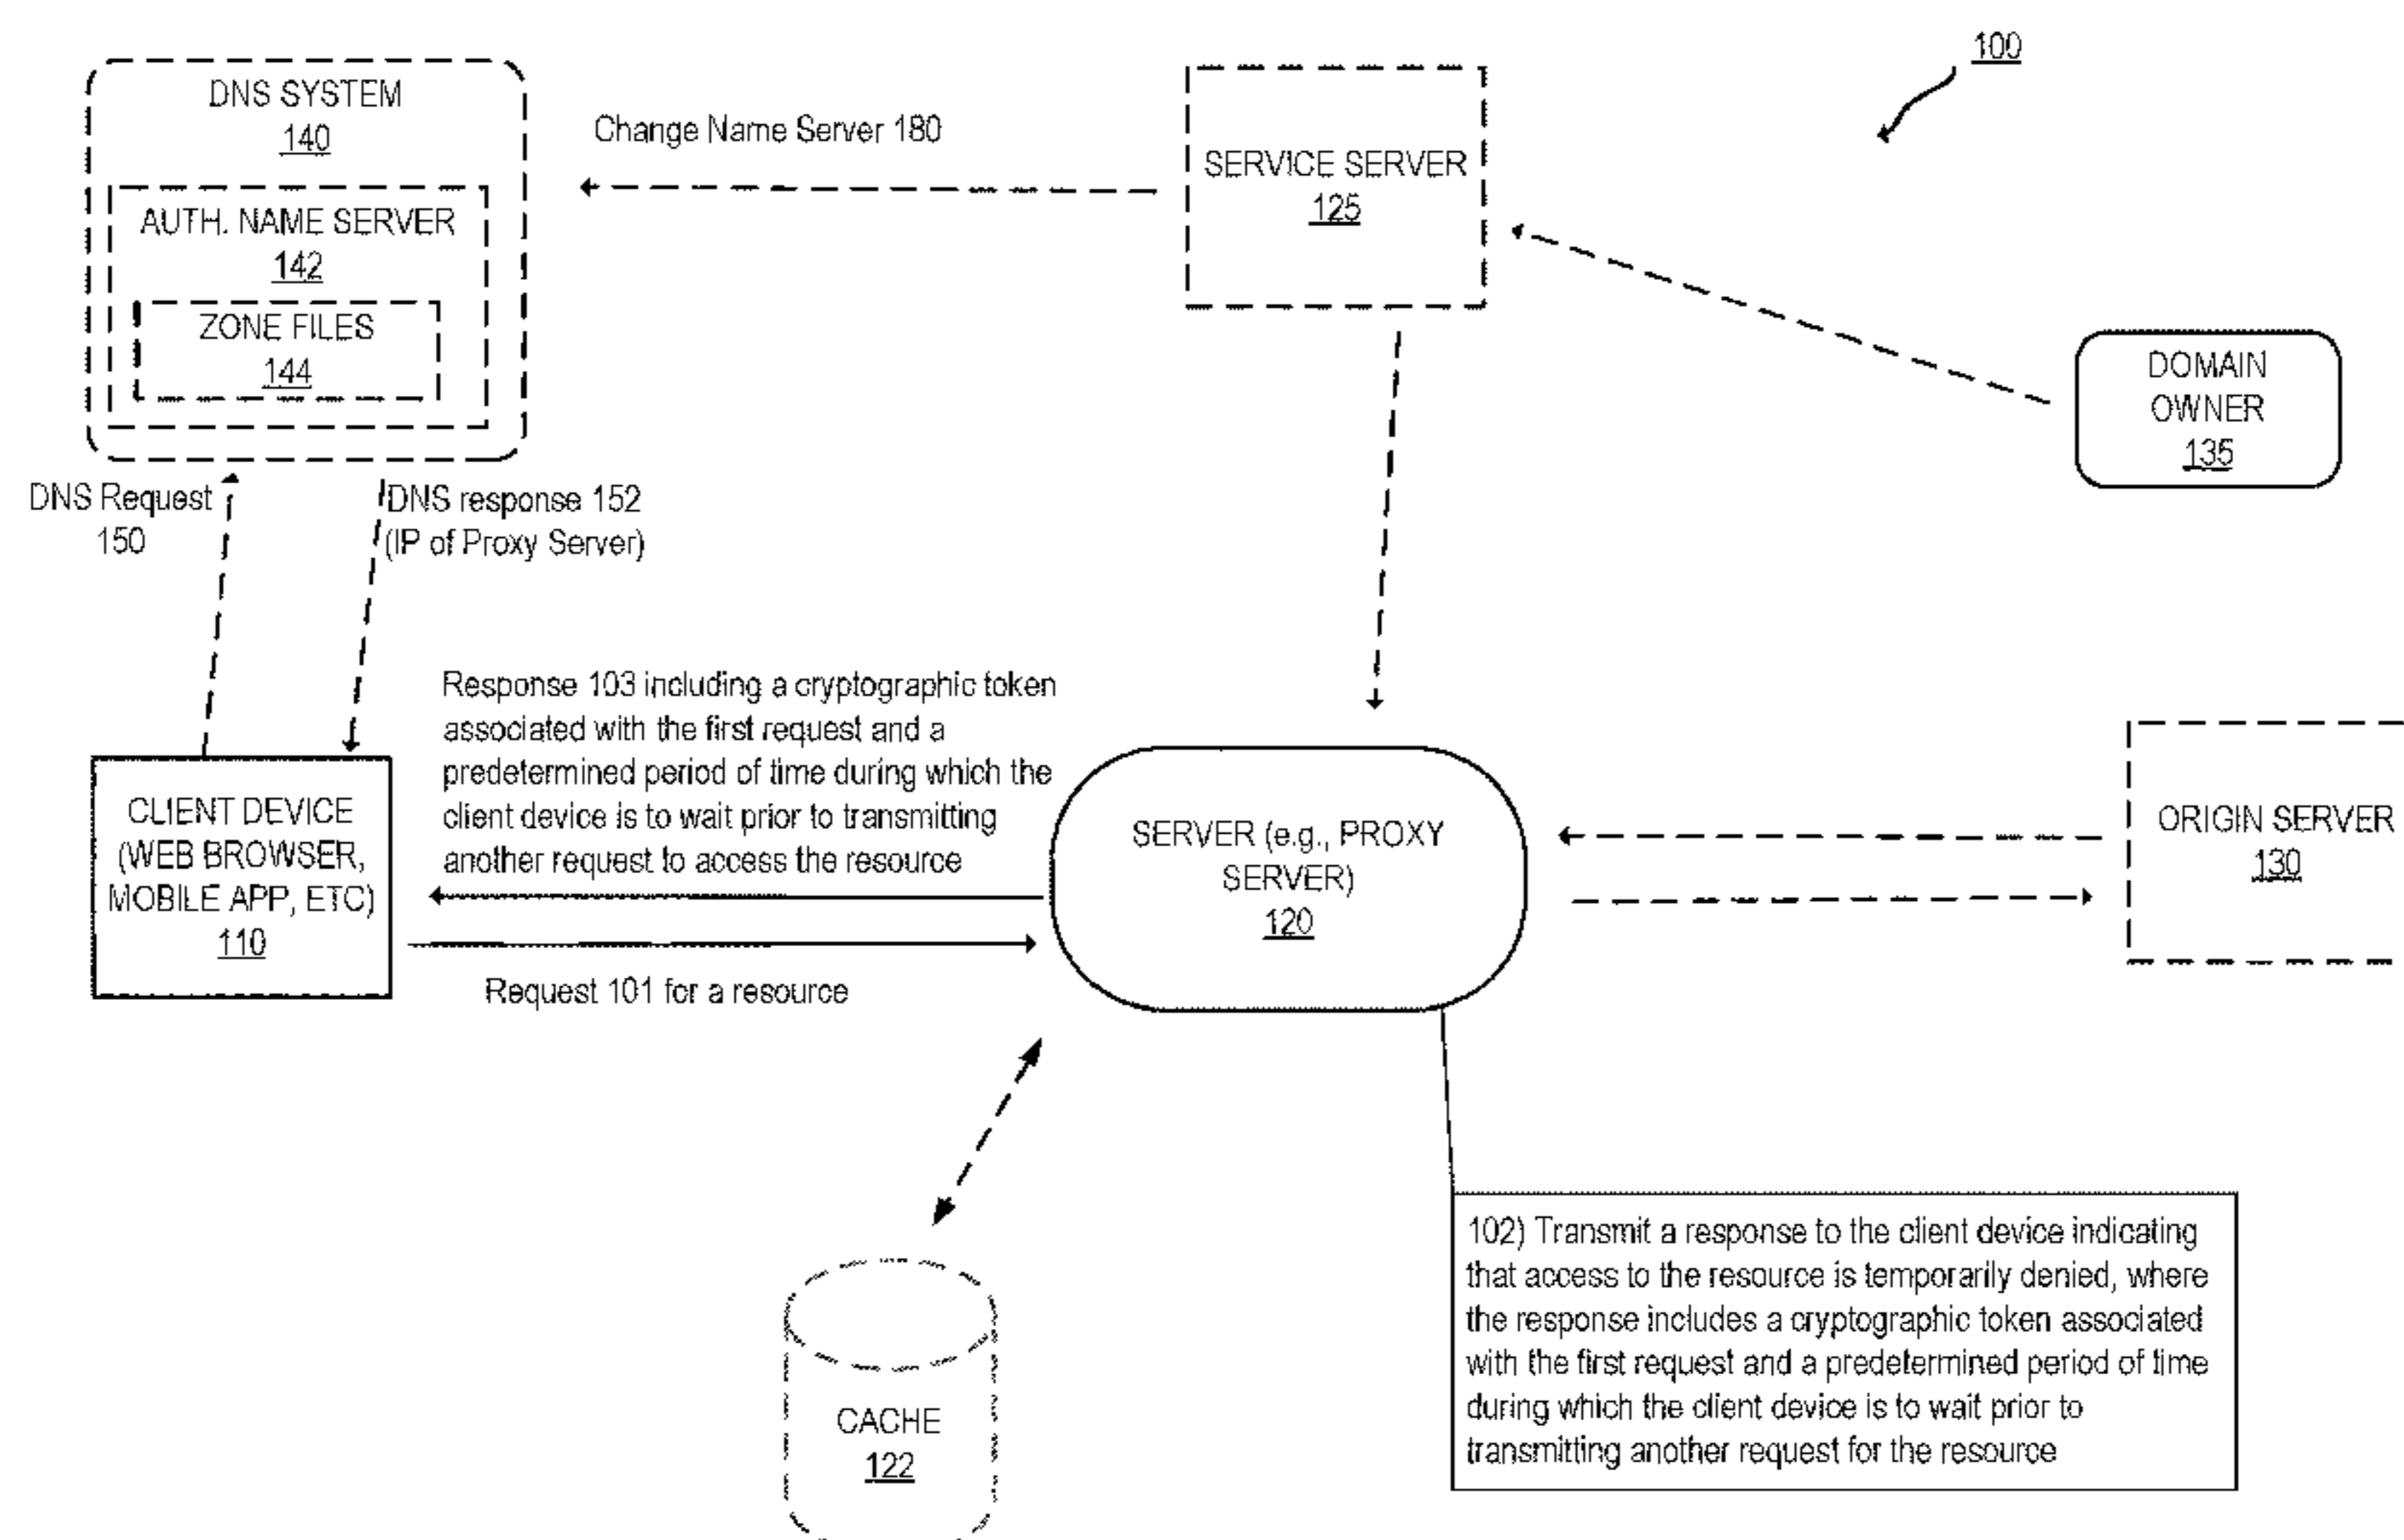 100
DNS SYSTEM
140
AUTH. NAME SERVER
142
ZONE FILES
144
Change Name Server 180
SERVICE SERVER
125
DOMAIN
OWNER
135
DNS Request
150
DNS response 152
(IP of Proxy Server)
Response 103 including a cryptographic token
associated with the first request and a
predetermined period of time during which the
client device is to wait prior to transmitting
another request to access the resource
CLIENT DEVICE
(WEB BROWSER,
MOBILE APP, ETC)
110
Request 101 for a resource
SERVER (e.g., PROXY
SERVER)
120
ORIGIN SERVER
130
CACHE
122
102) Transmit a response to the client device indicating
that access to the resource is temporarily denied, where
the response includes a cryptographic token associated
with the first request and a predetermined period of time
during which the client device is to wait prior to
transmitting another request for the resource